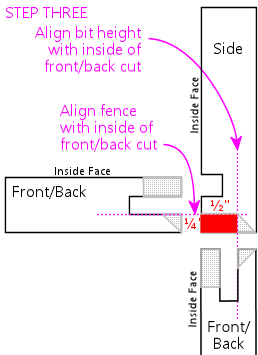 STEP THREE
Align bit height
with inside of
front/back cut
Side
Inside Face
Align fence
with inside of
front/back cut
Inside Face
Front/Back
½"
¼"
Inside Face
Front/
Back